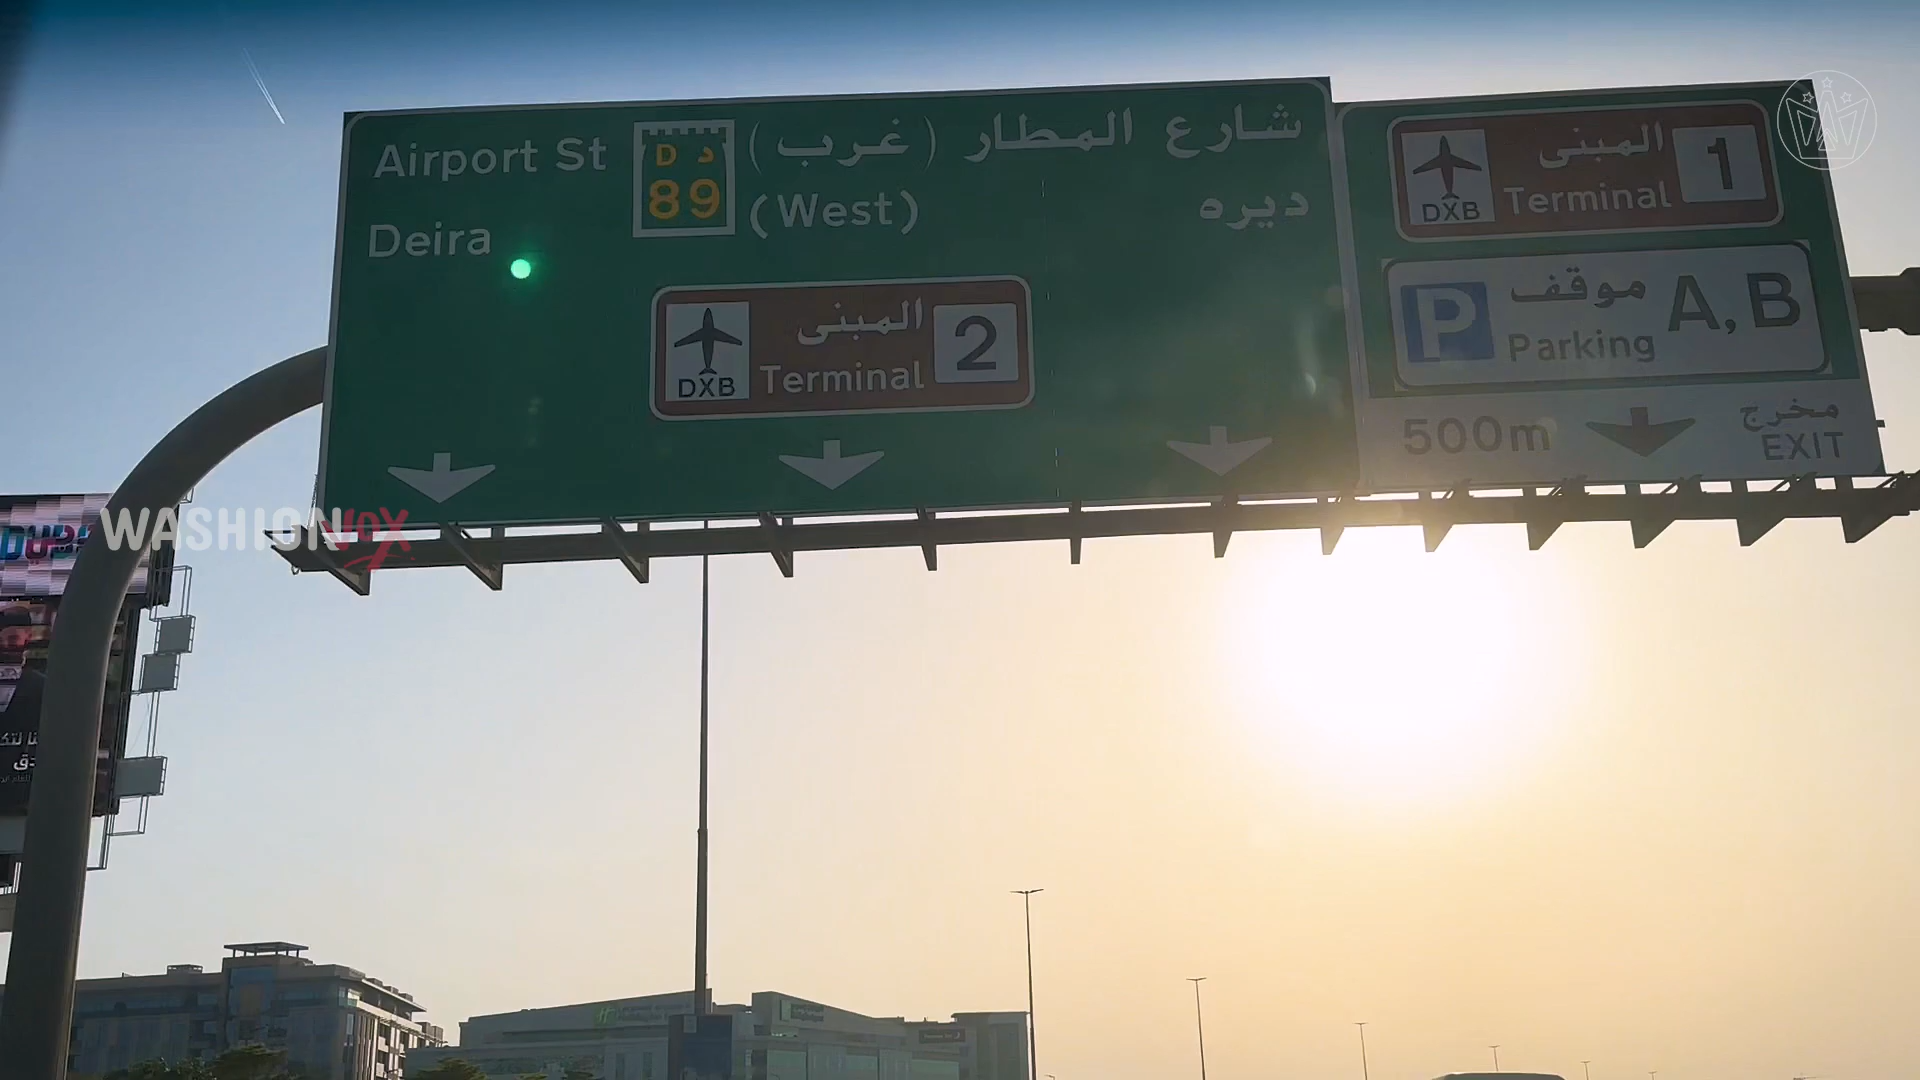 Airport St
D د
89
شارع المطار (غرب)
(West)
Deira
ديره
DXB
المبنى
Terminal
2
DXB
المبنى
Terminal
1
P
موقف
Parking
A, B
500m
مخرج
EXIT
WASHIONVOX